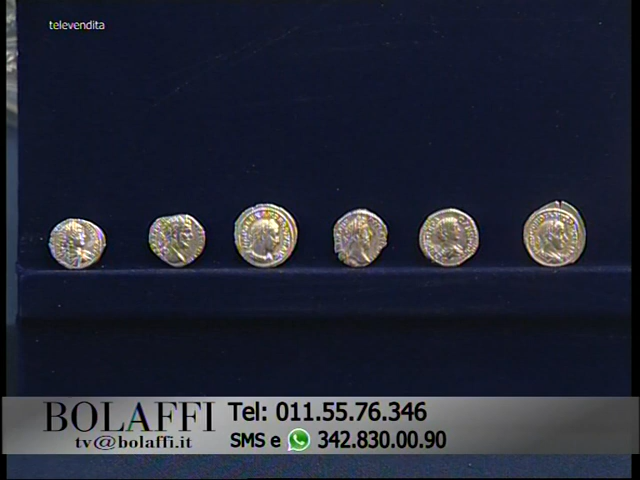 televendita
BOLAFFI
tv@bolaffi.it
Tel: 011.55.76.346
SMS e 342.830.00.90